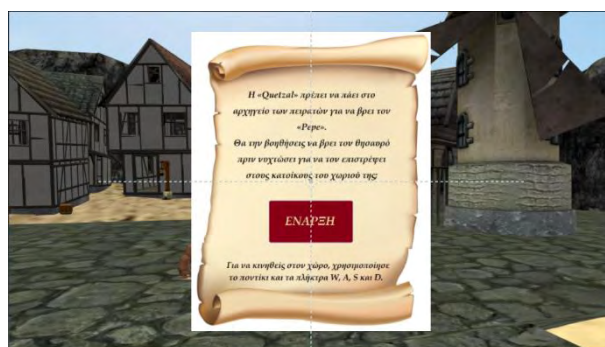 Η «Quetzal» πρέπει να πάει στο
αρχηγείο των πειρατών για να βρει τον
«Pepe».
Θα την βοηθήσεις να βρει τον θησαυρό
πριν νυχτώσει για να τον επιστρέψει
στους κατοίκους του χωριού της;
ΕΝΑΡΞΗ
Για να κινηθείς στον χώρο, χρησιμοποίησε
το ποντίκι και τα πλήκτρα W, A, S και D.